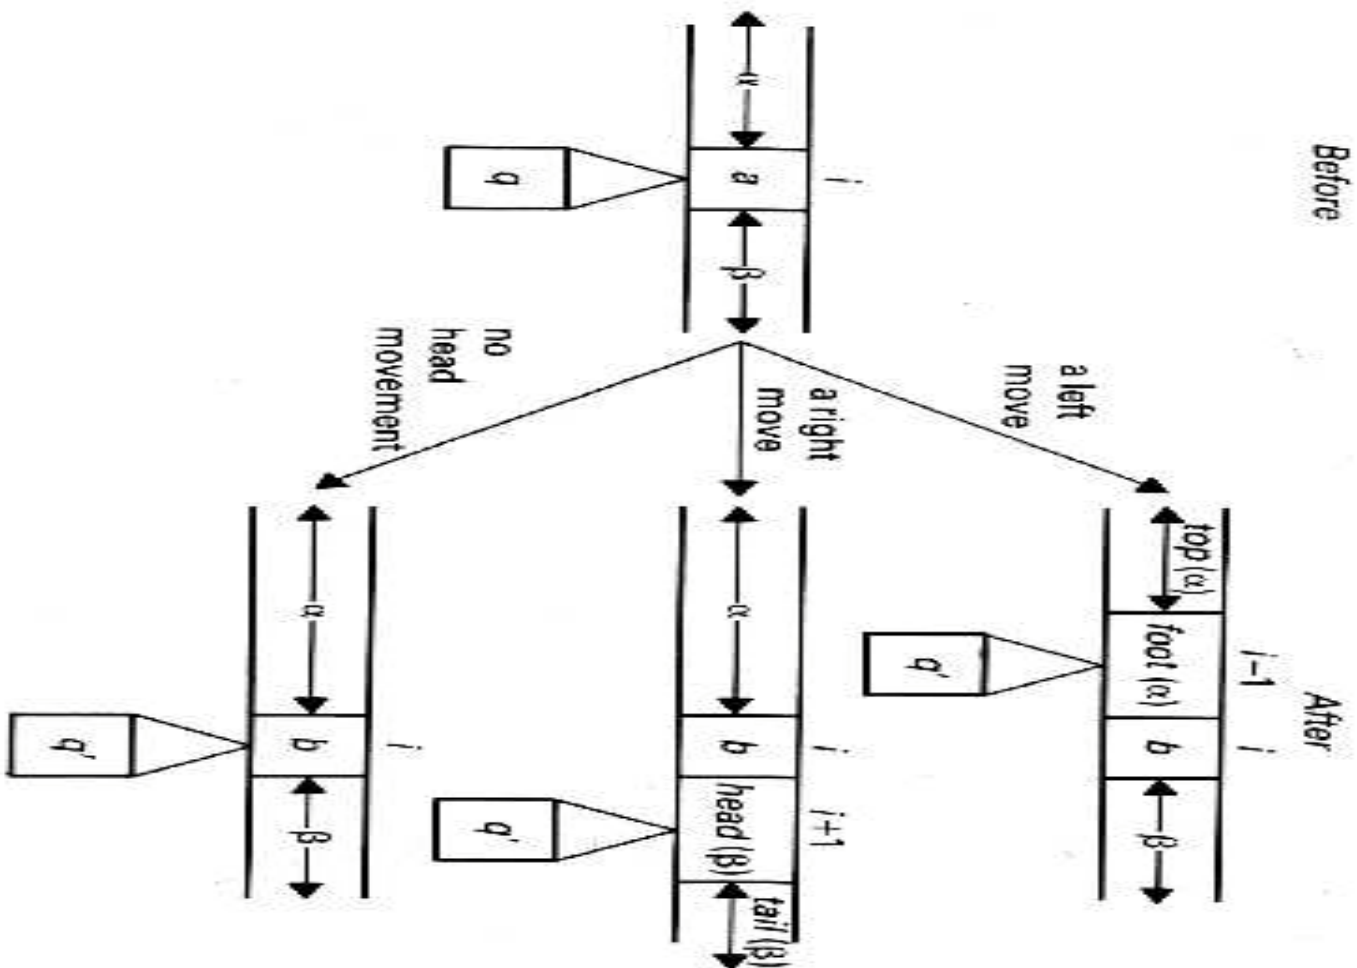 Before After
i–1 i
top(α) foot(α) b β
a left
move
q′
i
α a β
q
a right
move
i i+1
α b head(β) tail(β)
q′
no
head
movement
i
α b β
q′